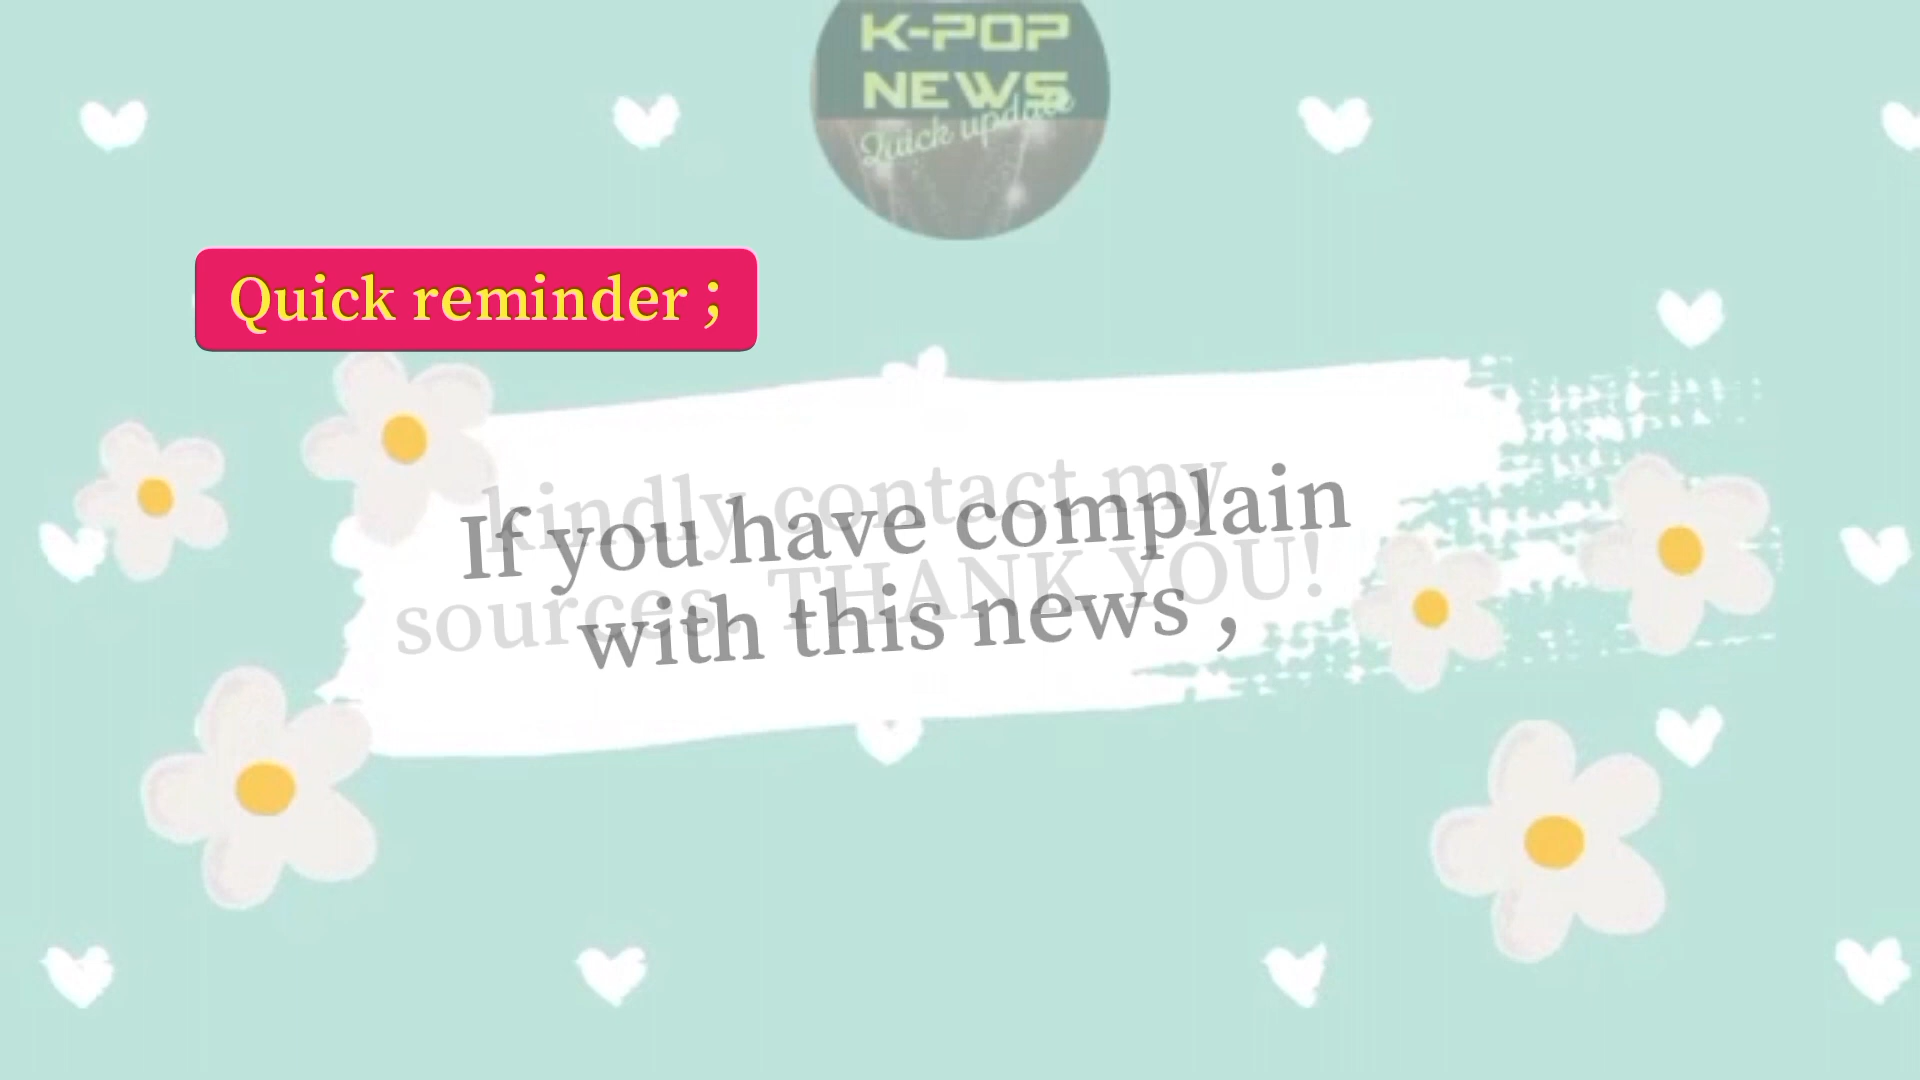 K-POP
NEWS
Quick update
Quick reminder ;
If you have complain
with this news ,
kindly contact my
sources. THANK YOU!